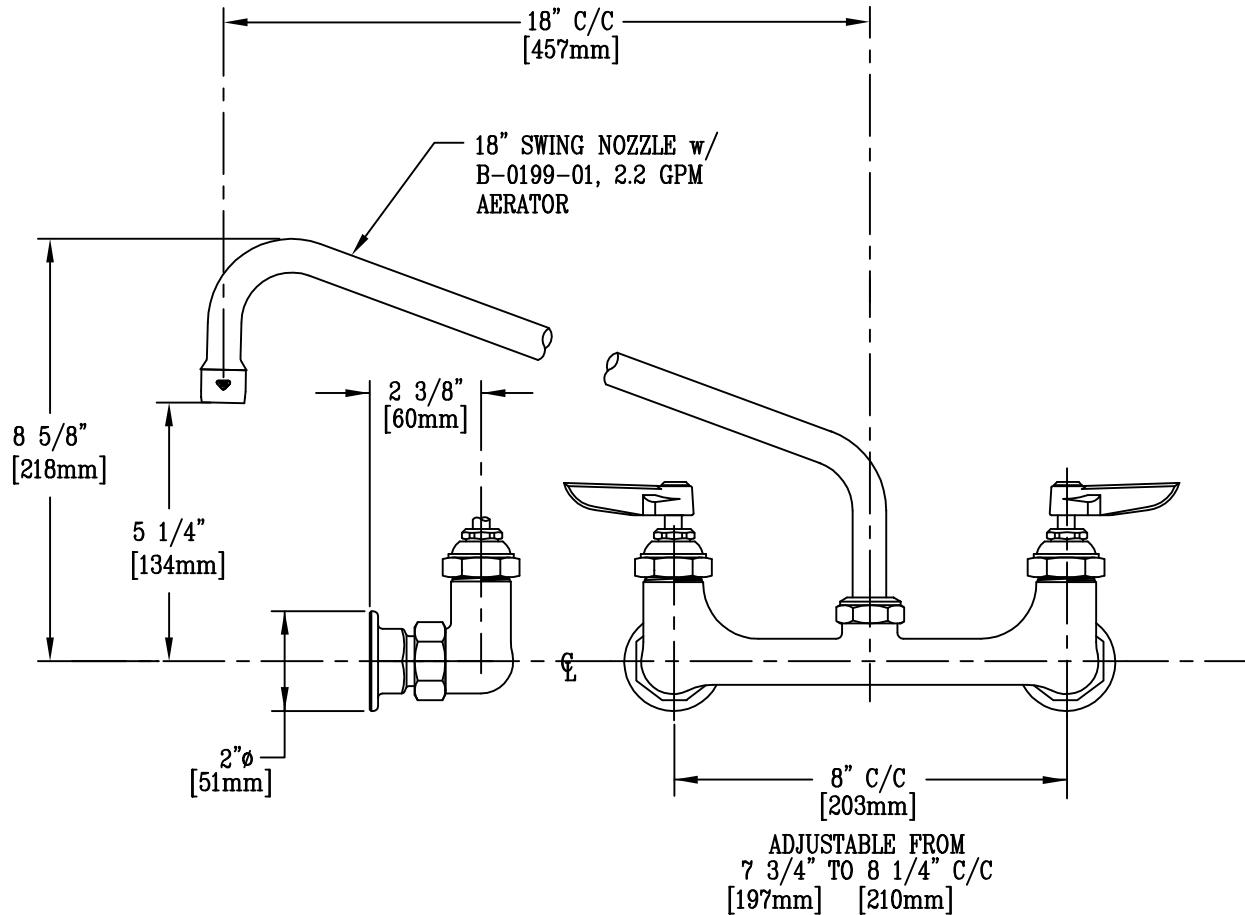 18" C/C
[457mm]
18" SWING NOZZLE w/
B-0199-01, 2.2 GPM
AERATOR
2 3/8"
[60mm]
8 5/8"
[218mm]
5 1/4"
[134mm]
℄
2"ø
[51mm]
8" C/C
[203mm]
ADJUSTABLE FROM
7 3/4" TO 8 1/4" C/C
[197mm] [210mm]